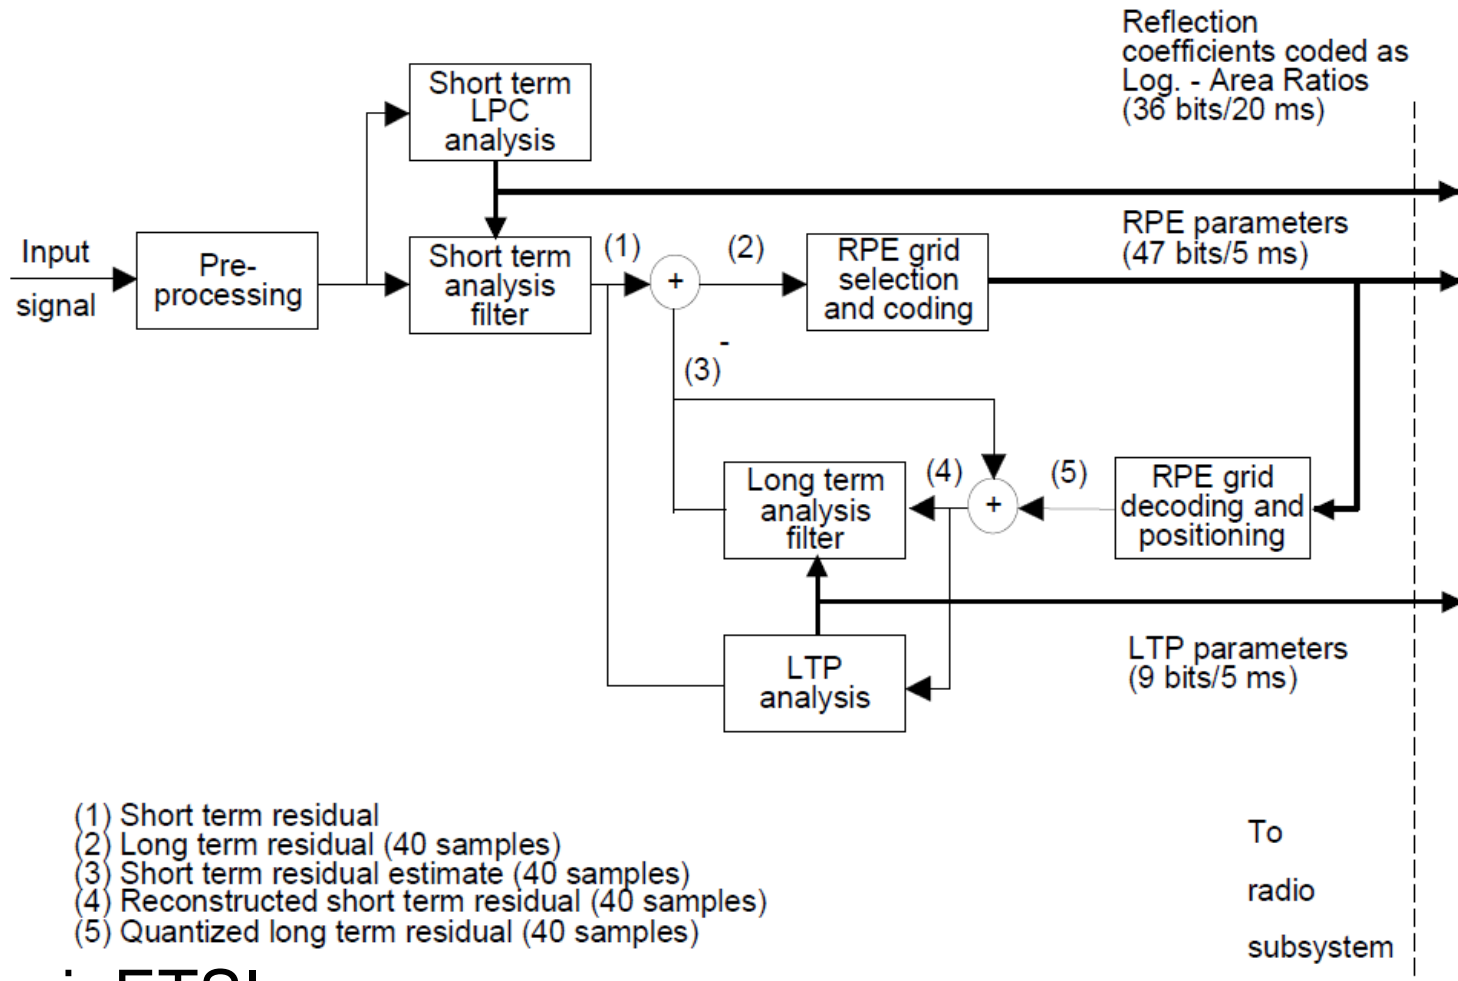 Reflection
coefficients coded as
Log. - Area Ratios
(36 bits/20 ms)
Short term
LPC
analysis
RPE parameters
(47 bits/5 ms)
Input
signal
Pre-
processing
Short term
analysis
filter
(1)
+
(2)
RPE grid
selection
and coding
-
(3)
Long term
analysis
filter
(4)
+
(5)
RPE grid
decoding and
positioning
LTP
analysis
LTP parameters
(9 bits/5 ms)
(1) Short term residual
(2) Long term residual (40 samples)
(3) Short term residual estimate (40 samples)
(4) Reconstructed short term residual (40 samples)
(5) Quantized long term residual (40 samples)
To
radio
subsystem